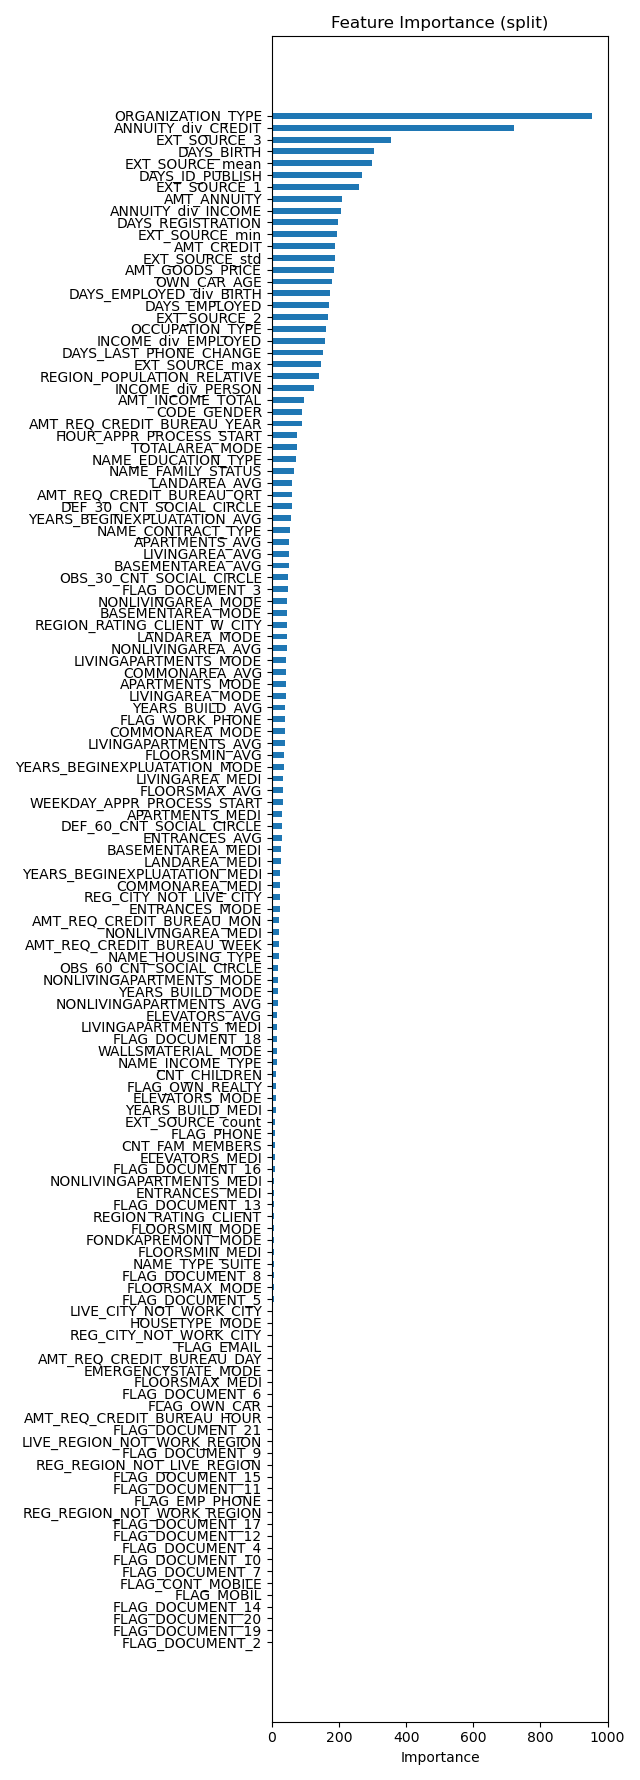 Feature Importance (split)
ORGANIZATION_TYPE
ANNUITY_div_CREDIT
EXT_SOURCE_3
DAYS_BIRTH
EXT_SOURCE_mean
DAYS_ID_PUBLISH
EXT_SOURCE_1
AMT_ANNUITY
ANNUITY_div_INCOME
DAYS_REGISTRATION
EXT_SOURCE_min
AMT_CREDIT
EXT_SOURCE_std
AMT_GOODS_PRICE
OWN_CAR_AGE
DAYS_EMPLOYED_div_BIRTH
DAYS_EMPLOYED
EXT_SOURCE_2
OCCUPATION_TYPE
INCOME_div_EMPLOYED
DAYS_LAST_PHONE_CHANGE
EXT_SOURCE_max
REGION_POPULATION_RELATIVE
INCOME_div_PERSON
AMT_INCOME_TOTAL
CODE_GENDER
AMT_REQ_CREDIT_BUREAU_YEAR
HOUR_APPR_PROCESS_START
TOTALAREA_MODE
NAME_EDUCATION_TYPE
NAME_FAMILY_STATUS
LANDAREA_AVG
AMT_REQ_CREDIT_BUREAU_QRT
DEF_30_CNT_SOCIAL_CIRCLE
YEARS_BEGINEXPLUATATION_AVG
NAME_CONTRACT_TYPE
APARTMENTS_AVG
LIVINGAREA_AVG
BASEMENTAREA_AVG
OBS_30_CNT_SOCIAL_CIRCLE
FLAG_DOCUMENT_3
NONLIVINGAREA_MODE
BASEMENTAREA_MODE
REGION_RATING_CLIENT_W_CITY
LANDAREA_MODE
NONLIVINGAREA_AVG
LIVINGAPARTMENTS_MODE
COMMONAREA_AVG
APARTMENTS_MODE
LIVINGAREA_MODE
YEARS_BUILD_AVG
FLAG_WORK_PHONE
COMMONAREA_MODE
LIVINGAPARTMENTS_AVG
FLOORSMIN_AVG
YEARS_BEGINEXPLUATATION_MODE
LIVINGAREA_MEDI
FLOORSMAX_AVG
WEEKDAY_APPR_PROCESS_START
APARTMENTS_MEDI
DEF_60_CNT_SOCIAL_CIRCLE
ENTRANCES_AVG
BASEMENTAREA_MEDI
LANDAREA_MEDI
YEARS_BEGINEXPLUATATION_MEDI
COMMONAREA_MEDI
REG_CITY_NOT_LIVE_CITY
ENTRANCES_MODE
AMT_REQ_CREDIT_BUREAU_MON
NONLIVINGAREA_MEDI
AMT_REQ_CREDIT_BUREAU_WEEK
NAME_HOUSING_TYPE
OBS_60_CNT_SOCIAL_CIRCLE
NONLIVINGAPARTMENTS_MODE
YEARS_BUILD_MODE
NONLIVINGAPARTMENTS_AVG
ELEVATORS_AVG
LIVINGAPARTMENTS_MEDI
FLAG_DOCUMENT_18
WALLSMATERIAL_MODE
NAME_INCOME_TYPE
CNT_CHILDREN
FLAG_OWN_REALTY
ELEVATORS_MODE
YEARS_BUILD_MEDI
EXT_SOURCE_count
FLAG_PHONE
CNT_FAM_MEMBERS
ELEVATORS_MEDI
FLAG_DOCUMENT_16
NONLIVINGAPARTMENTS_MEDI
ENTRANCES_MEDI
FLAG_DOCUMENT_13
REGION_RATING_CLIENT
FLOORSMIN_MODE
FONDKAPREMONT_MODE
FLOORSMIN_MEDI
NAME_TYPE_SUITE
FLAG_DOCUMENT_8
FLOORSMAX_MODE
FLAG_DOCUMENT_5
LIVE_CITY_NOT_WORK_CITY
HOUSETYPE_MODE
REG_CITY_NOT_WORK_CITY
FLAG_EMAIL
AMT_REQ_CREDIT_BUREAU_DAY
EMERGENCYSTATE_MODE
FLOORSMAX_MEDI
FLAG_DOCUMENT_6
FLAG_OWN_CAR
AMT_REQ_CREDIT_BUREAU_HOUR
FLAG_DOCUMENT_21
LIVE_REGION_NOT_WORK_REGION
FLAG_DOCUMENT_9
REG_REGION_NOT_LIVE_REGION
FLAG_DOCUMENT_15
FLAG_DOCUMENT_11
FLAG_EMP_PHONE
REG_REGION_NOT_WORK_REGION
FLAG_DOCUMENT_17
FLAG_DOCUMENT_12
FLAG_DOCUMENT_4
FLAG_DOCUMENT_10
FLAG_DOCUMENT_7
FLAG_CONT_MOBILE
FLAG_MOBIL
FLAG_DOCUMENT_14
FLAG_DOCUMENT_20
FLAG_DOCUMENT_19
FLAG_DOCUMENT_2
0 200 400 600 800 1000
Importance